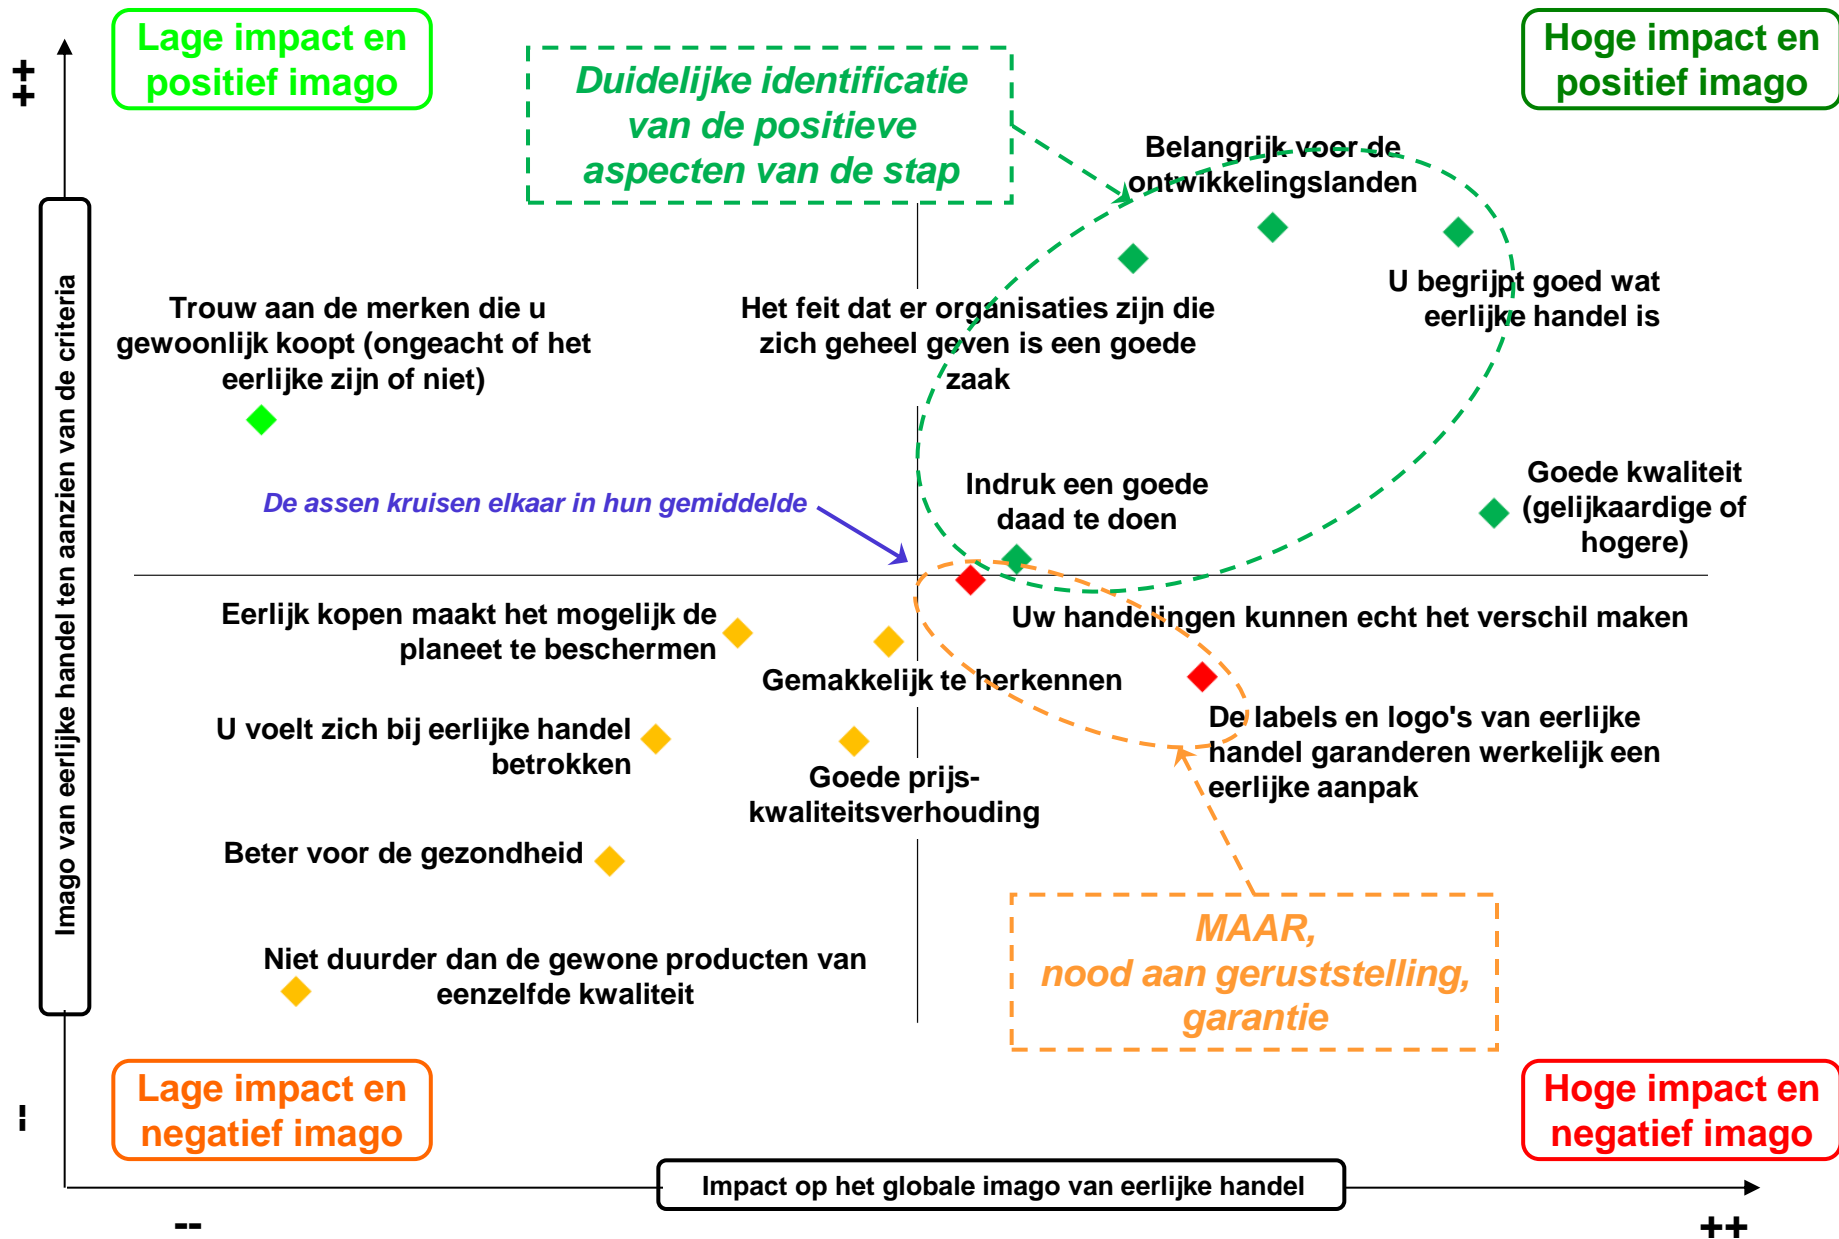 Lage impact en
positief imago
Hoge impact en
positief imago
++
Duidelijke identificatie
van de positieve
aspecten van de stap
Belangrijk voor de
ontwikkelingslanden
U begrijpt goed wat
eerlijke handel is
Trouw aan de merken die u
gewoonlijk koopt (ongeacht of het
eerlijke zijn of niet)
Het feit dat er organisaties zijn die
zich geheel geven is een goede
zaak
Imago van eerlijke handel ten aanzien van de criteria
De assen kruisen elkaar in hun gemiddelde
Indruk een goede
daad te doen
Goede kwaliteit
(gelijkaardige of
hogere)
Eerlijk kopen maakt het mogelijk de
planeet te beschermen
Uw handelingen kunnen echt het verschil maken
Gemakkelijk te herkennen
U voelt zich bij eerlijke handel
betrokken
De labels en logo's van eerlijke
handel garanderen werkelijk een
eerlijke aanpak
Goede prijs-
kwaliteitsverhouding
Beter voor de gezondheid
MAAR,
nood aan geruststelling,
garantie
Niet duurder dan de gewone producten van
eenzelfde kwaliteit
--
Lage impact en
negatief imago
Hoge impact en
negatief imago
Impact op het globale imago van eerlijke handel
--
++